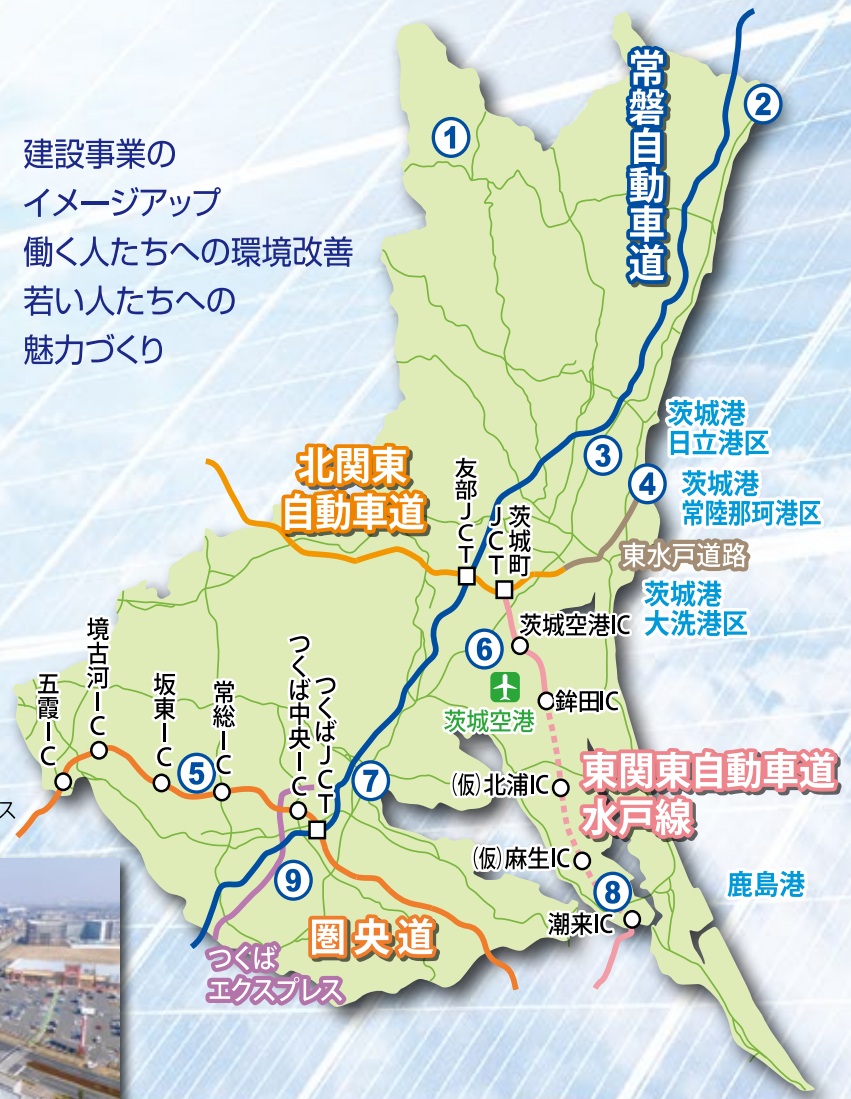 建設事業の
イメージアップ
働く人たちへの環境改善
若い人たちへの
魅力づくり
常磐自動車道
①
②
茨城港
日立港区
③
④
茨城港
常陸那珂港区
北関東
自動車道
友部JCT
茨城町
JCT
東水戸道路
茨城港
大洗港区
茨城空港IC
⑥
茨城空港
鉾田IC
五霞IC
境古河IC
坂東IC
⑤
常総IC
つくば中央IC
つくばJCT
⑦
(仮)北浦IC
東関東自動車道
水戸線
(仮)麻生IC
ス
⑧
潮来IC
鹿島港
⑨
圏央道
つくば
エクスプレス